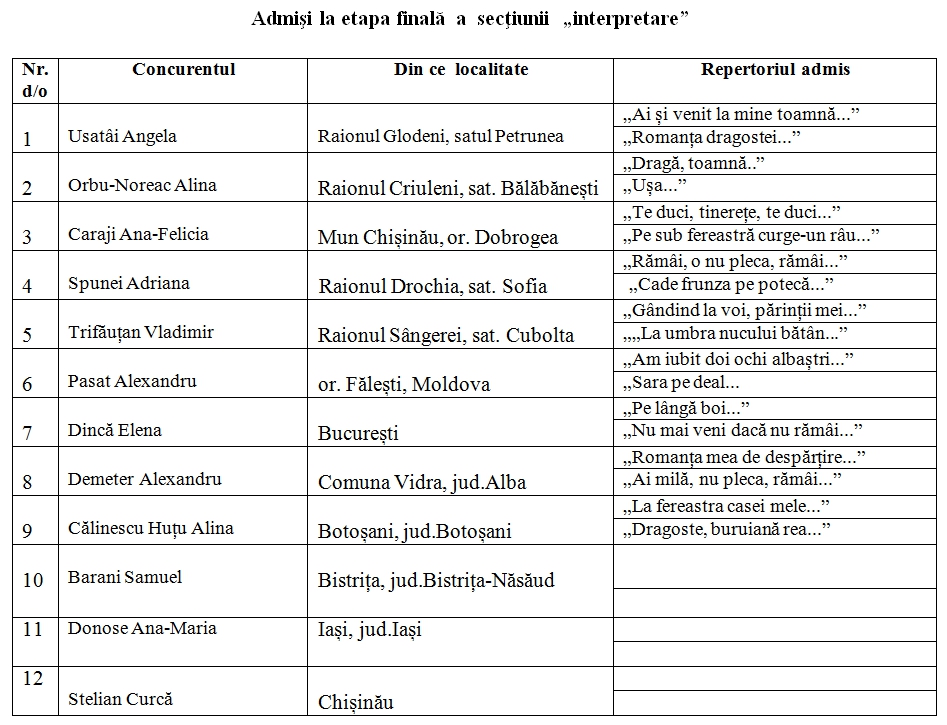 Admiși la etapa finală a secțiunii „interpretare”
Nr. d/o Concurentul Din ce localitate Repertoriul admis
1 Usatâi Angela Raionul Glodeni, satul Petrunea „Ai și venit la mine toamnă...”
„Romanța dragostei...”
2 Orbu-Noreac Alina Raionul Criuleni, sat. Bălăbănești „Dragă, toamnă..”
„Ușa...”
3 Caraji Ana-Felicia Mun Chișinău, or. Dobrogea „Te duci, tinerețe, te duci...”
„Pe sub fereastră curge-un râu...”
4 Spunei Adriana Raionul Drochia, sat. Sofia „Rămâi, o nu pleca, rămâi...”
„Cade frunza pe potecă...”
5 Trifăuțan Vladimir Raionul Sângerei, sat. Cubolta „Gândind la voi, părinții mei...”
„„La umbra nucului bătân...”
6 Pasat Alexandru or. Fălești, Moldova „Am iubit doi ochi albaștri...”
„Sara pe deal...
7 Dincă Elena București „Pe lângă boi...”
„Nu mai veni dacă nu rămâi...”
8 Demeter Alexandru Comuna Vidra, jud.Alba „Romanța mea de despărțire...”
„Ai milă, nu pleca, rămâi...”
9 Călinescu Huțu Alina Botoșani, jud.Botoșani „La fereastra casei mele...”
„Dragoste, buruiană rea...”
10 Barani Samuel Bistrița, jud.Bistrița-Năsăud
11 Donose Ana-Maria Iași, jud.Iași
12 Stelian Curcă Chișinău